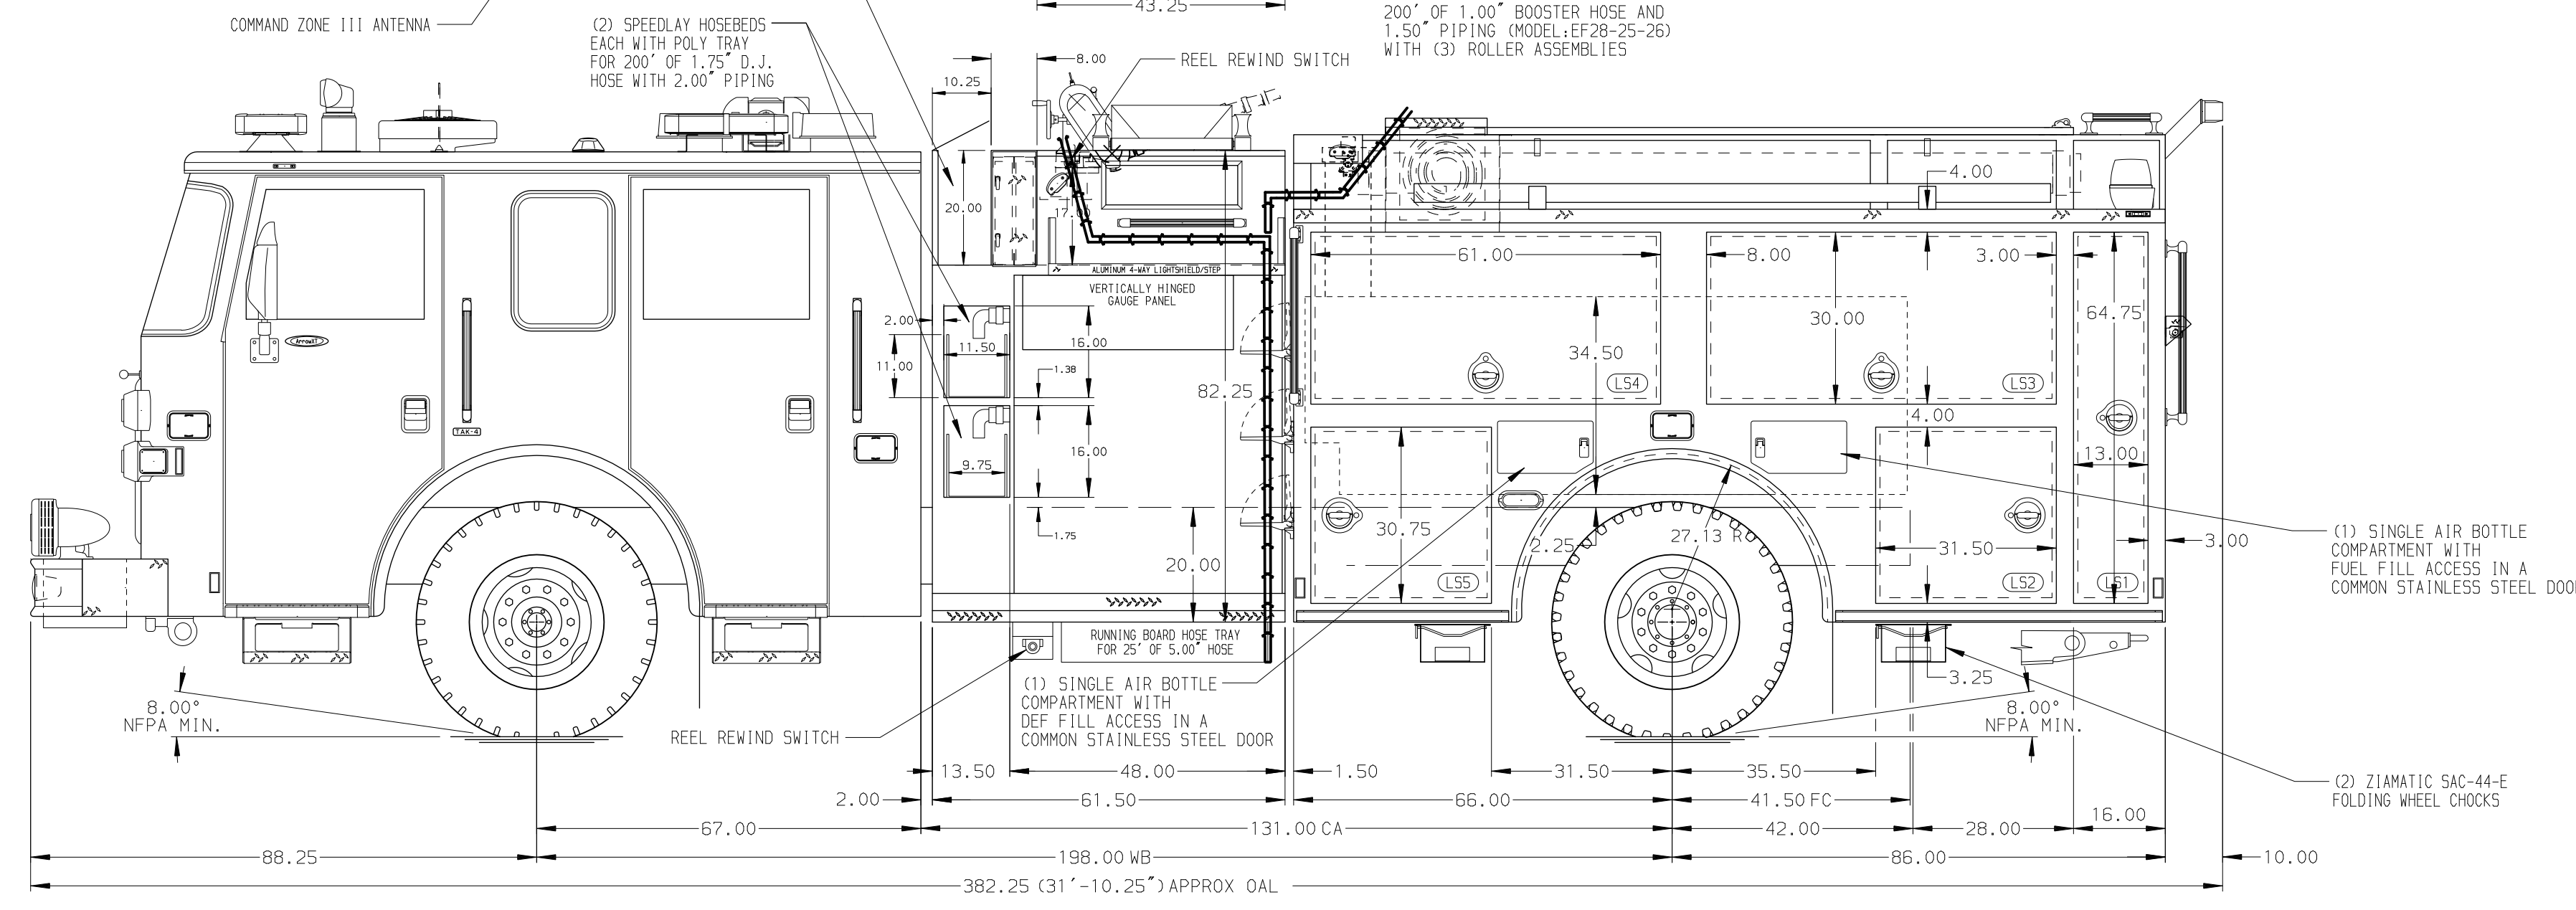 43.25
200' OF 1.00" BOOSTER HOSE AND
1.50" PIPING (MODEL:EF28-25-26)
WITH (3) ROLLER ASSEMBLIES
COMMAND ZONE III ANTENNA
(2) SPEEDLAY HOSEBEDS
EACH WITH POLY TRAY
FOR 200' OF 1.75" D.J.
HOSE WITH 2.00" PIPING
8.00
REEL REWIND SWITCH
10.25
4.00
20.00
17.00
61.00
8.00
3.00
ALUMINUM 4-WAY LIGHTSHIELD/STEP
VERTICALLY HINGED
GAUGE PANEL
2.00
11.50
16.00
11.00
1.38
82.25
34.50
30.00
64.75
ArrowXT
LS4
LS3
4.00
TAK-4
9.75
16.00
13.00
1.75
20.00
30.75
2.25
27.13 R
31.50
3.00
LS5
LS2
LS1
(1) SINGLE AIR BOTTLE
COMPARTMENT WITH
FUEL FILL ACCESS IN A
COMMON STAINLESS STEEL DOOR
RUNNING BOARD HOSE TRAY
FOR 25' OF 5.00" HOSE
(1) SINGLE AIR BOTTLE
COMPARTMENT WITH
DEF FILL ACCESS IN A
COMMON STAINLESS STEEL DOOR
3.25
8.00°
NFPA MIN.
8.00°
NFPA MIN.
REEL REWIND SWITCH
13.50
48.00
1.50
31.50
35.50
(2) ZIAMATIC SAC-44-E
FOLDING WHEEL CHOCKS
2.00
61.50
66.00
41.50 FC
67.00
131.00 CA
42.00
28.00
16.00
88.25
198.00 WB
86.00
10.00
382.25 (31'-10.25") APPROX OAL